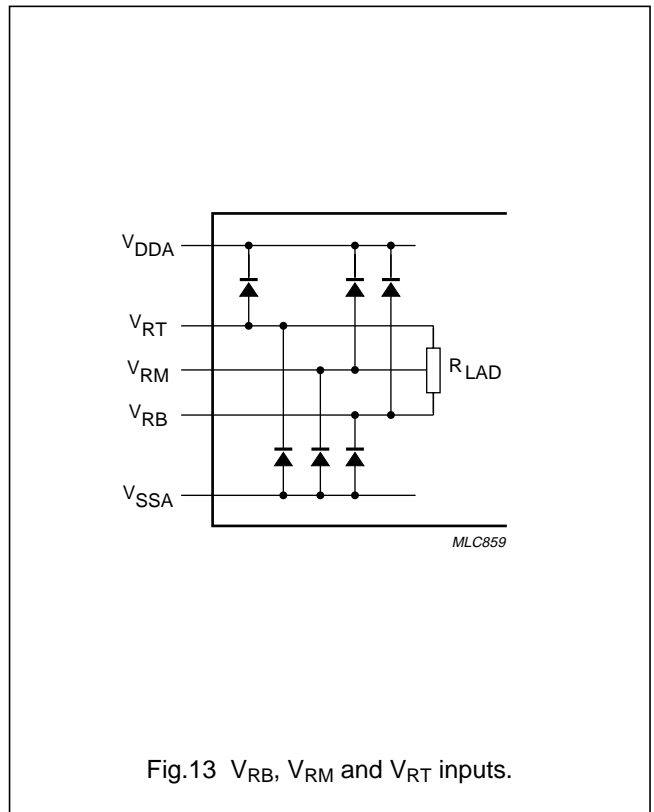 VDDA
VRT
VRM
VRB
VSSA
RLAD
MLC859
Fig.13 VRB, VRM and VRT inputs.